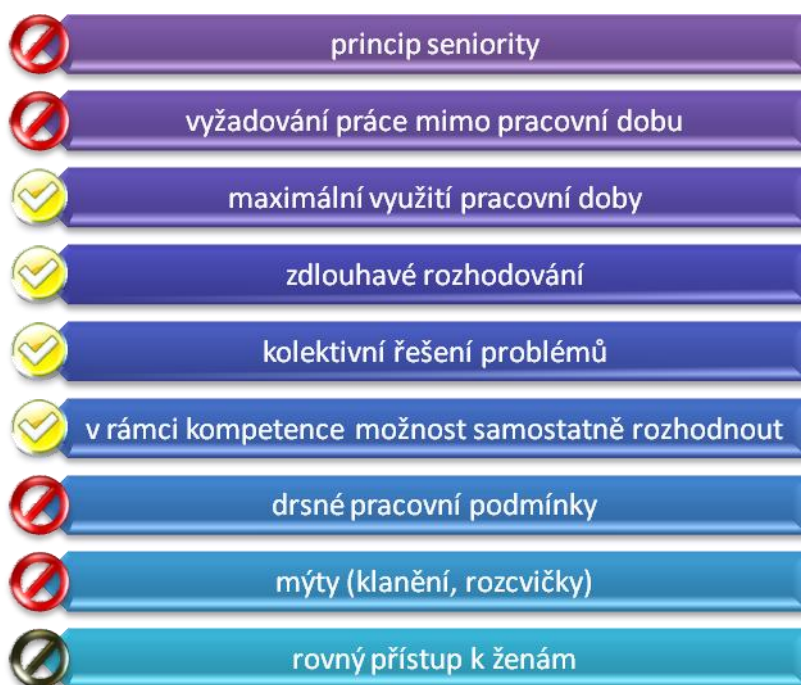 princip seniority
vyžadování práce mimo pracovní dobu
maximální využití pracovní doby
zdlouhavé rozhodování
kolektivní řešení problémů
v rámci kompetence možnost samostatně rozhodnout
drsné pracovní podmínky
mýty (klanění, rozcvičky)
rovný přístup k ženám